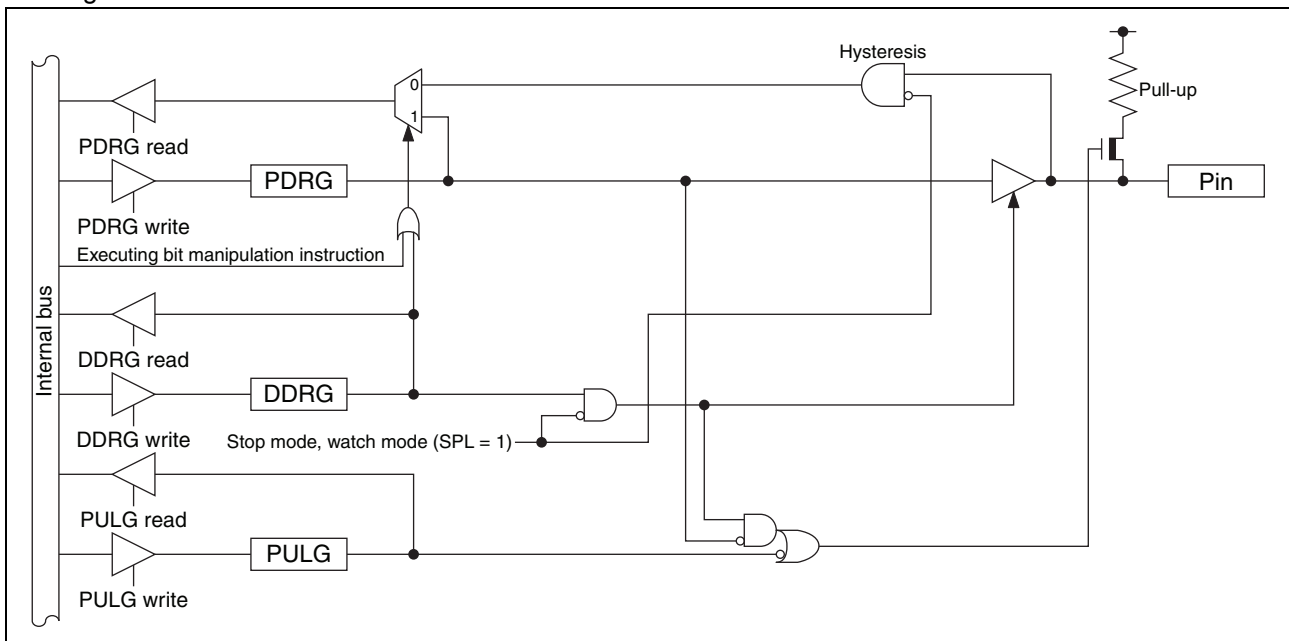 Hysteresis
0
1
Pull-up
PDRG read
PDRG
Pin
PDRG write
Executing bit manipulation instruction
Internal bus
DDRG read
DDRG
DDRG write
Stop mode, watch mode (SPL = 1)
PULG read
PULG
PULG write